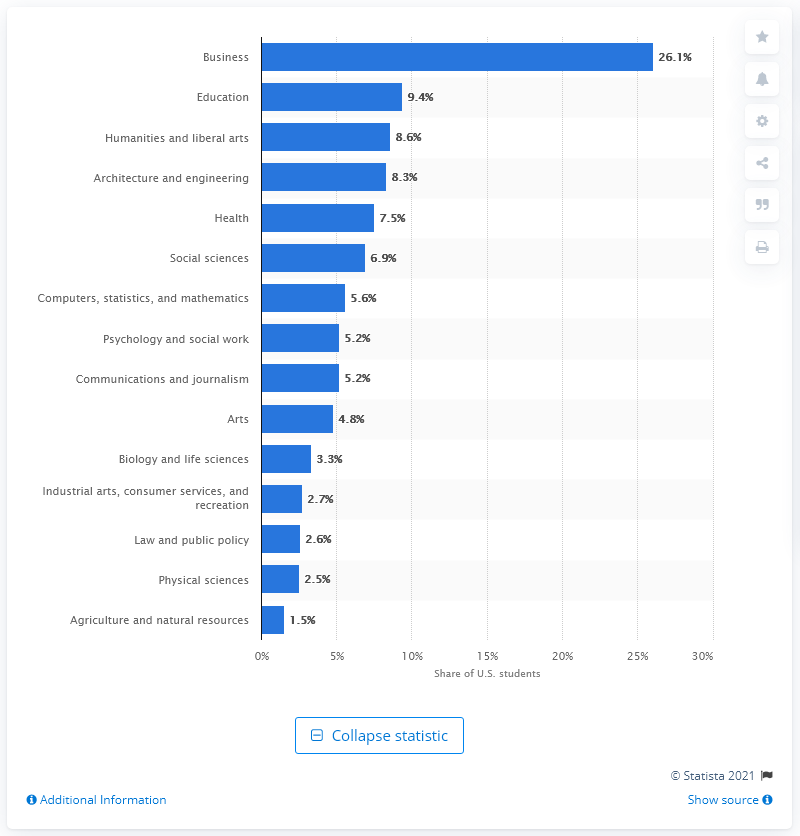 Business 26.1%
Education 9.4%
Humanities and liberal arts 8.6%
Architecture and engineering 8.3%
Health 7.5%
Social sciences 6.9%
Computers, statistics, and mathematics 5.6%
Psychology and social work 5.2%
Communications and journalism 5.2%
Arts 4.8%
Biology and life sciences 3.3%
Industrial arts, consumer services, and
recreation 2.7%
Law and public policy 2.6%
Physical sciences 2.5%
Agriculture and natural resources 1.5%
0% 5% 10% 15% 20% 25% 30%
Share of U.S. students
Collapse statistic
© Statista 2021
Additional Information Show source